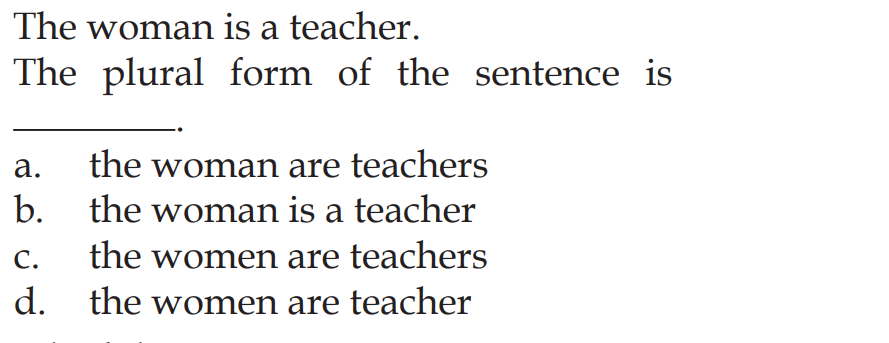 The woman is a teacher.
The plural form of the sentence is
________.
a. the woman are teachers
b. the woman is a teacher
c. the women are teachers
d. the women are teacher